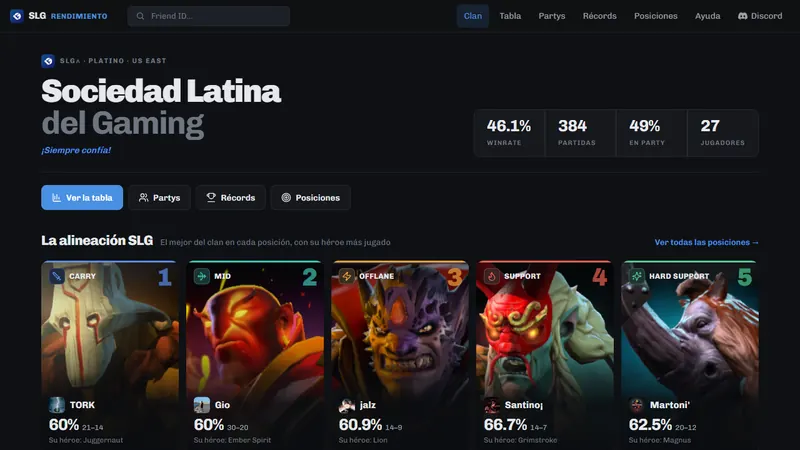 SLG RENDIMIENTO
Friend ID...
Clan
Tabla
Partys
Récords
Posiciones
Ayuda
Discord
SLG^ · PLATINO · US EAST
Sociedad Latina
del Gaming
¡Siempre confía!
46.1%
WINRATE
384
PARTIDAS
49%
EN PARTY
27
JUGADORES
Ver la tabla
Partys
Récords
Posiciones
La alineación SLG
El mejor del clan en cada posición, con su héroe más jugado
Ver todas las posiciones →
CARRY 1
TORK
60% 21–14
Su héroe: Juggernaut
MID 2
Gio
60% 30–20
Su héroe: Ember Spirit
OFFLANE 3
jalz
60.9% 14–9
Su héroe: Lion
SUPPORT 4
Santino¡
66.7% 14–7
Su héroe: Grimstroke
HARD SUPPORT 5
Martoni'
62.5% 20–12
Su héroe: Magnus